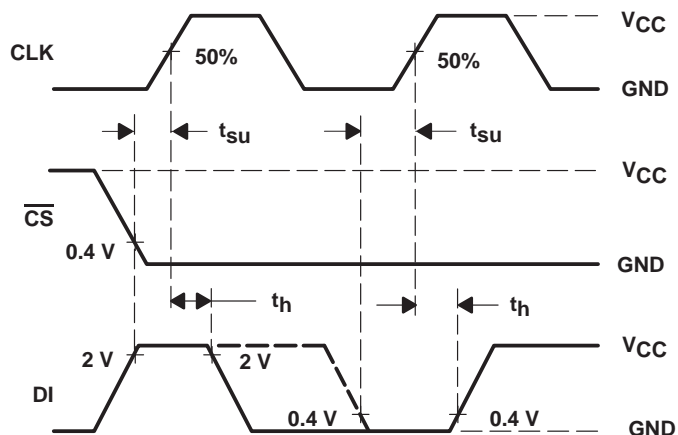 CLK
50%
50%
VCC
GND
tsu
tsu
CS
VCC
0.4 V
GND
th
th
DI
2 V
2 V
VCC
0.4 V
0.4 V
GND